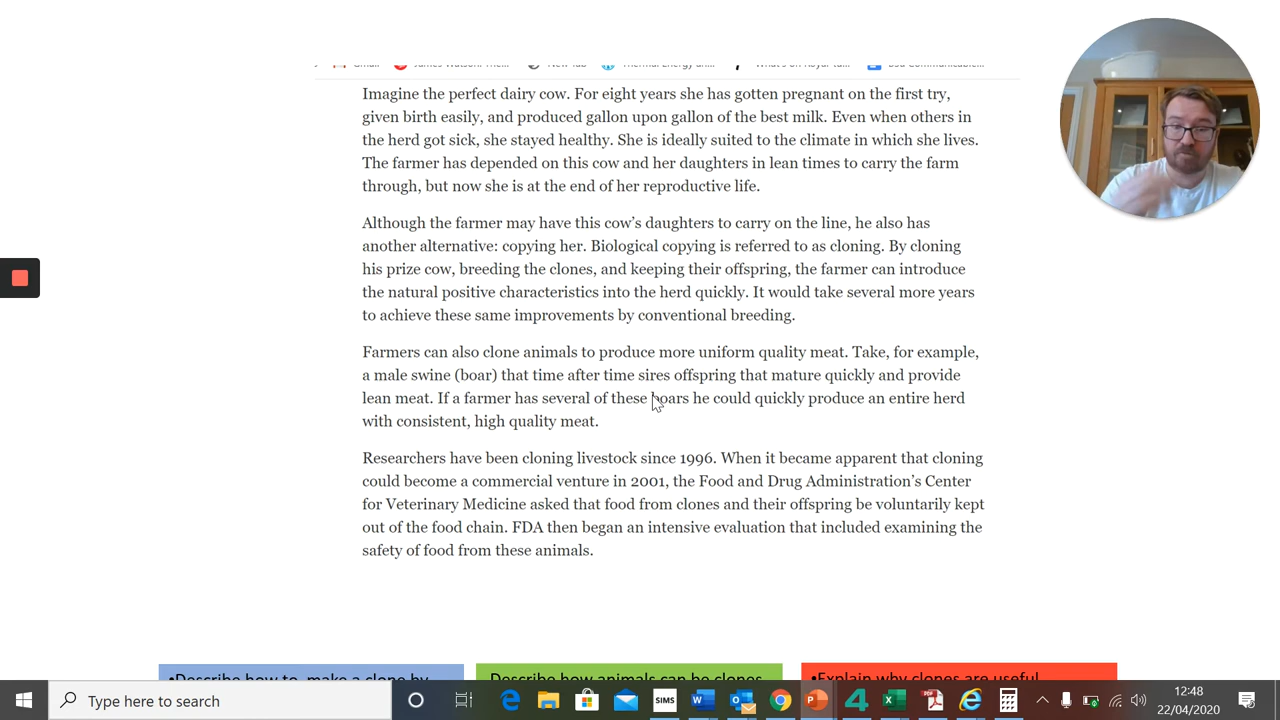 Imagine the perfect dairy cow. For eight years she has gotten pregnant on the first try,
given birth easily, and produced gallon upon gallon of the best milk. Even when others in
the herd got sick, she stayed healthy. She is ideally suited to the climate in which she lives.
The farmer has depended on this cow and her daughters in lean times to carry the farm
through, but now she is at the end of her reproductive life.
Although the farmer may have this cow's daughters to carry on the line, he also has
another alternative: copying her. Biological copying is referred to as cloning. By cloning
his prize cow, breeding the clones, and keeping their offspring, the farmer can introduce
the natural positive characteristics into the herd quickly. It would take several more years
to achieve these same improvements by conventional breeding.
Farmers can also clone animals to produce more uniform quality meat. Take, for example,
a male swine (boar) that time after time sires offspring that mature quickly and provide
lean meat. If a farmer has several of these boars he could quickly produce an entire herd
with consistent, high quality meat.
Researchers have been cloning livestock since 1996. When it became apparent that cloning
could become a commercial venture in 2001, the Food and Drug Administration's Center
for Veterinary Medicine asked that food from clones and their offspring be voluntarily kept
out of the food chain. FDA then began an intensive evaluation that included examining the
safety of food from these animals.
•Describe how to make a clone by
Describe how animals can be clones
•Explain why clones are useful
Type here to search
SIMS
PDF
12:48
22/04/2020